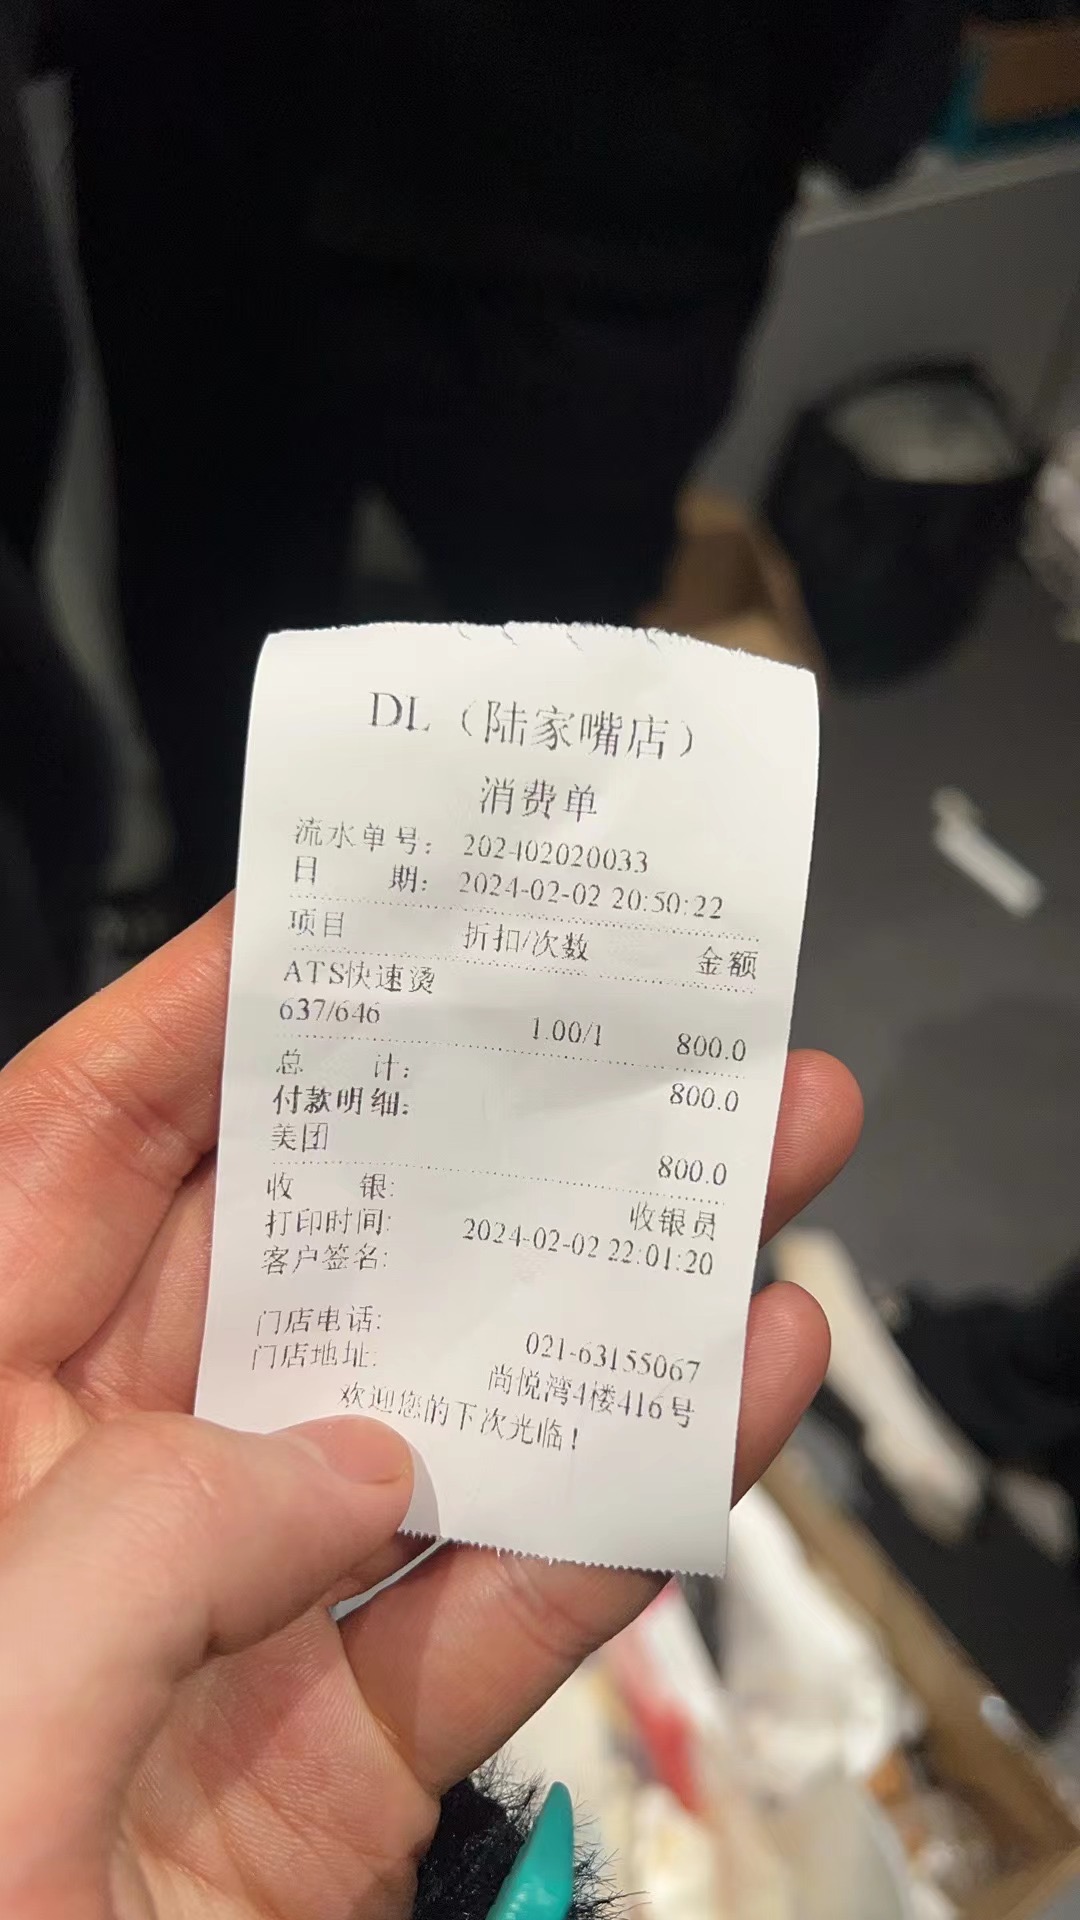 DL（陆家嘴店）
消费单
流水单号： 202402020033
日 期： 2024-02-02 20:50:22
项目 折扣/次数 金额
ATS快速烫
637/646 1.00/1 800.0
总 计： 800.0
付款明细:
美团 800.0
收 银: 收银员
打印时间: 2024-02-02 22:01:20
客户签名:
门店电话: 021-63155067
门店地址: 尚悦湾4楼416号
欢迎您的下次光临!